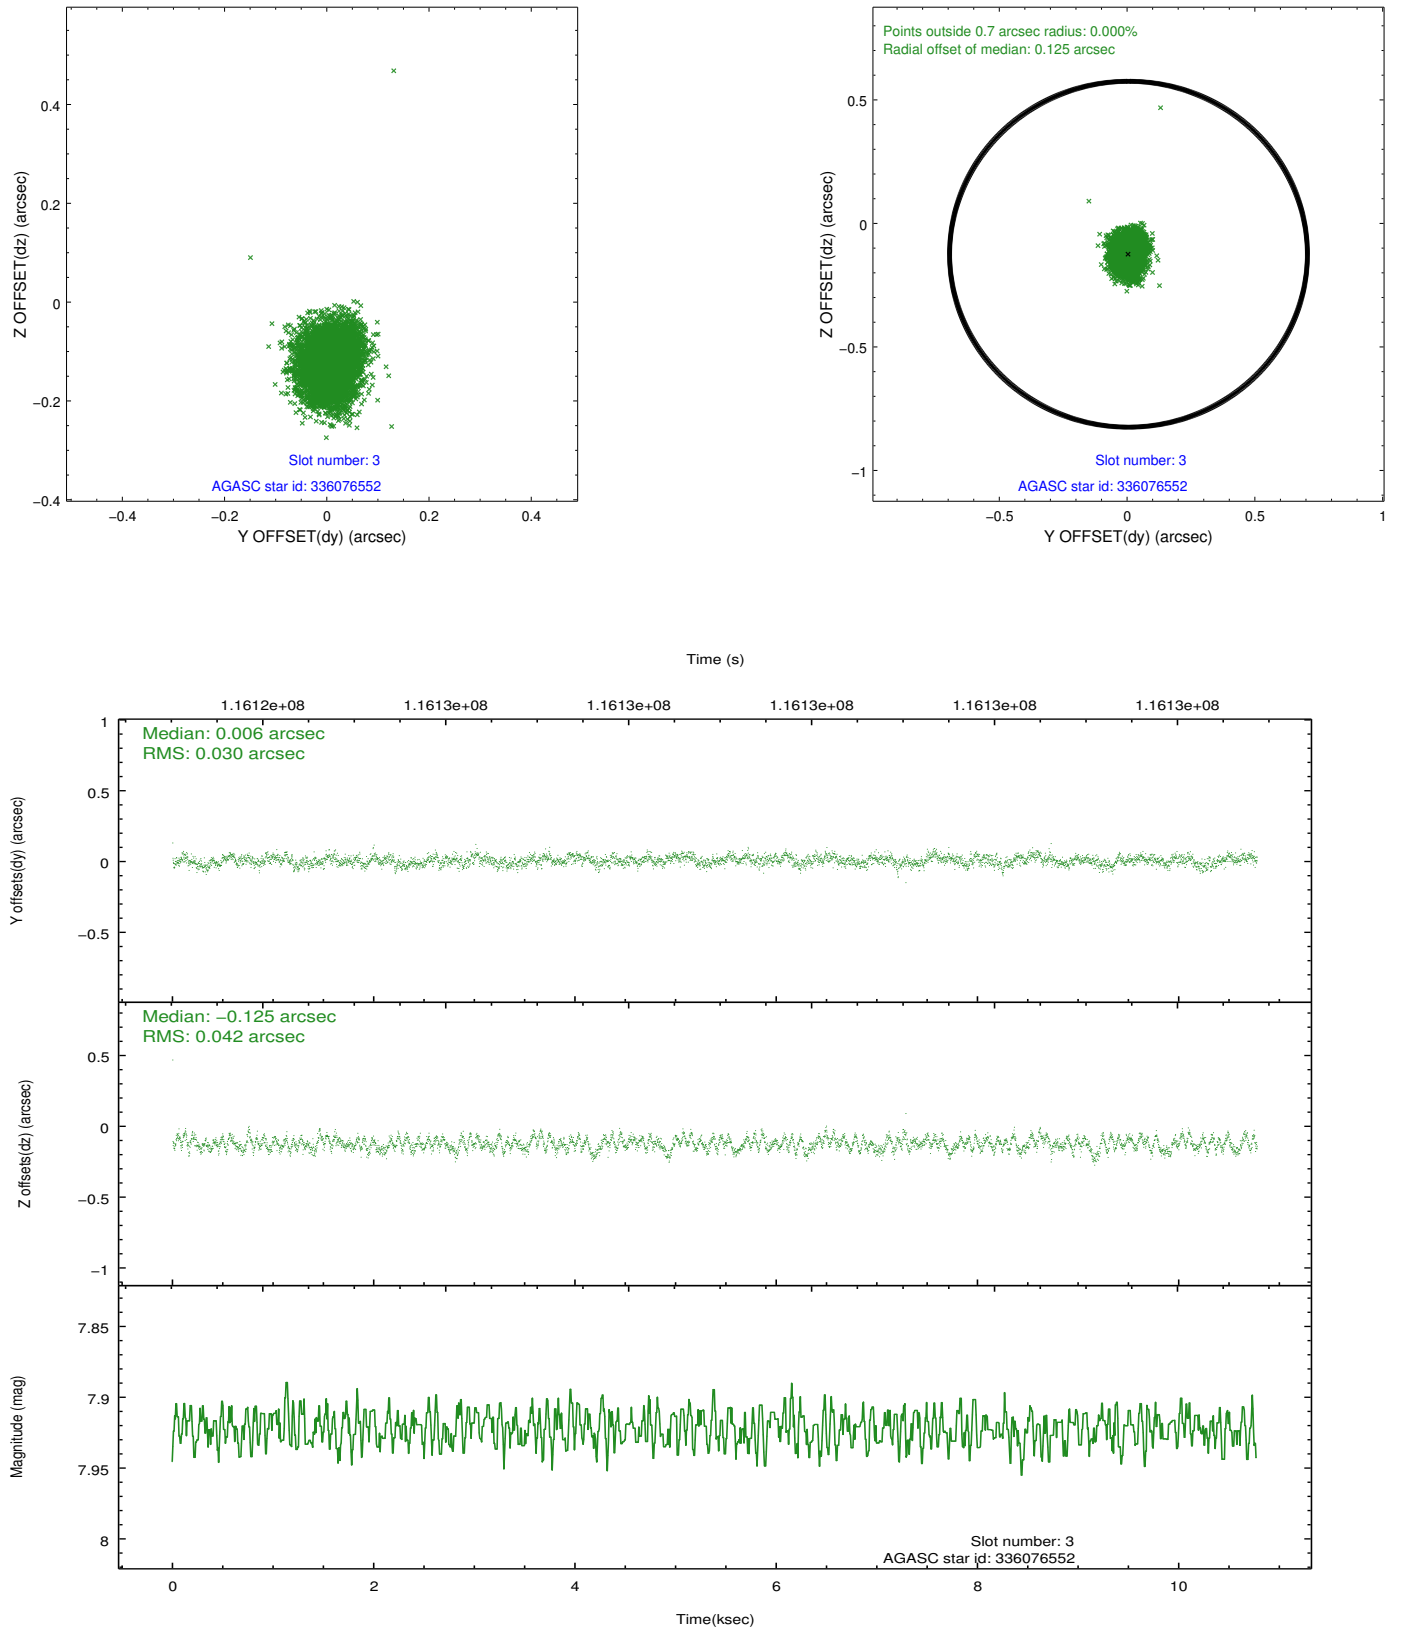 0.4
0.2
0
−0.2
−0.4
−0.4
−0.2
0
0.2
0.4
Z OFFSET(dz) (arcsec)
Y OFFSET(dy) (arcsec)
Slot number: 3
AGASC star id: 336076552
Points outside 0.7 arcsec radius: 0.000%
Radial offset of median: 0.125 arcsec
0.5
0
−0.5
−1
−0.5
0
0.5
1
Z OFFSET(dz) (arcsec)
Y OFFSET(dy) (arcsec)
Slot number: 3
AGASC star id: 336076552
Time (s)
1.1612e+08
1.1613e+08
1.1613e+08
1.1613e+08
1.1613e+08
1.1613e+08
Median: 0.006 arcsec
RMS: 0.030 arcsec
1
0.5
0
−0.5
Y offsets(dy) (arcsec)
Median: −0.125 arcsec
RMS: 0.042 arcsec
0.5
0
−0.5
−1
Z offsets(dz) (arcsec)
7.85
7.9
7.95
8
Magnitude (mag)
Slot number: 3
AGASC star id: 336076552
0
2
4
6
8
10
Time(ksec)